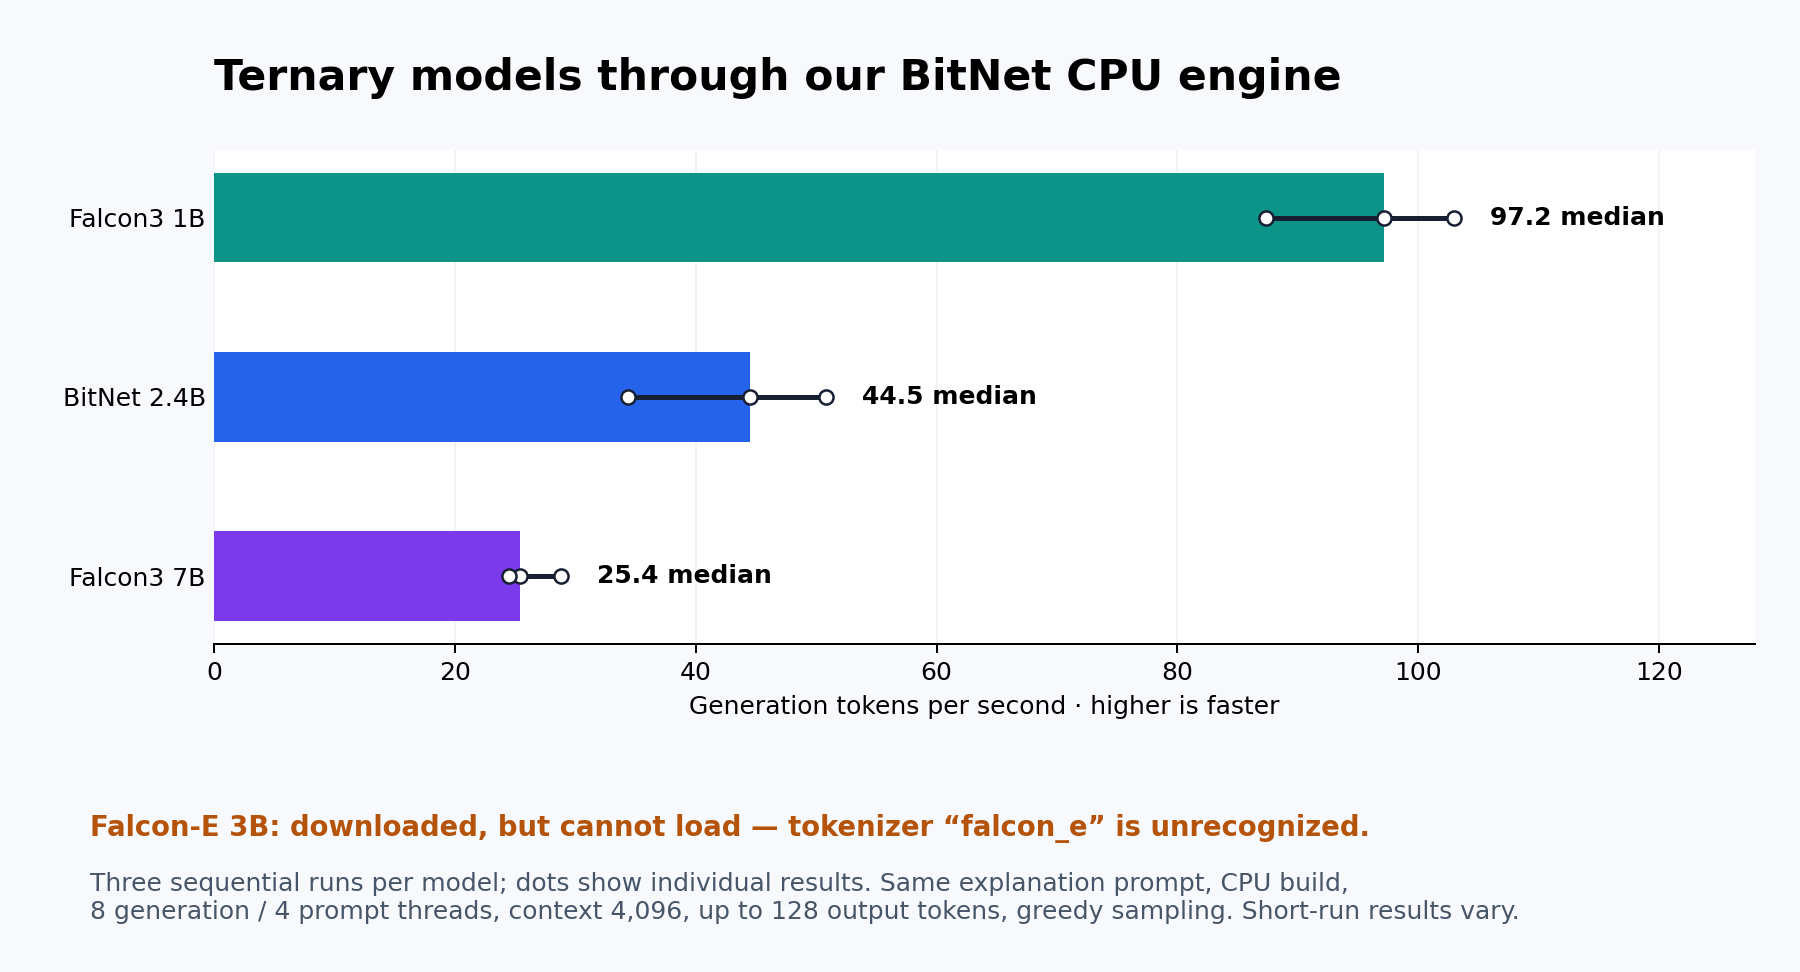 Ternary models through our BitNet CPU engine
Falcon3 1B
97.2 median
BitNet 2.4B
44.5 median
Falcon3 7B
25.4 median
0 20 40 60 80 100 120
Generation tokens per second · higher is faster
Falcon-E 3B: downloaded, but cannot load — tokenizer “falcon_e” is unrecognized.
Three sequential runs per model; dots show individual results. Same explanation prompt, CPU build,
8 generation / 4 prompt threads, context 4,096, up to 128 output tokens, greedy sampling. Short-run results vary.